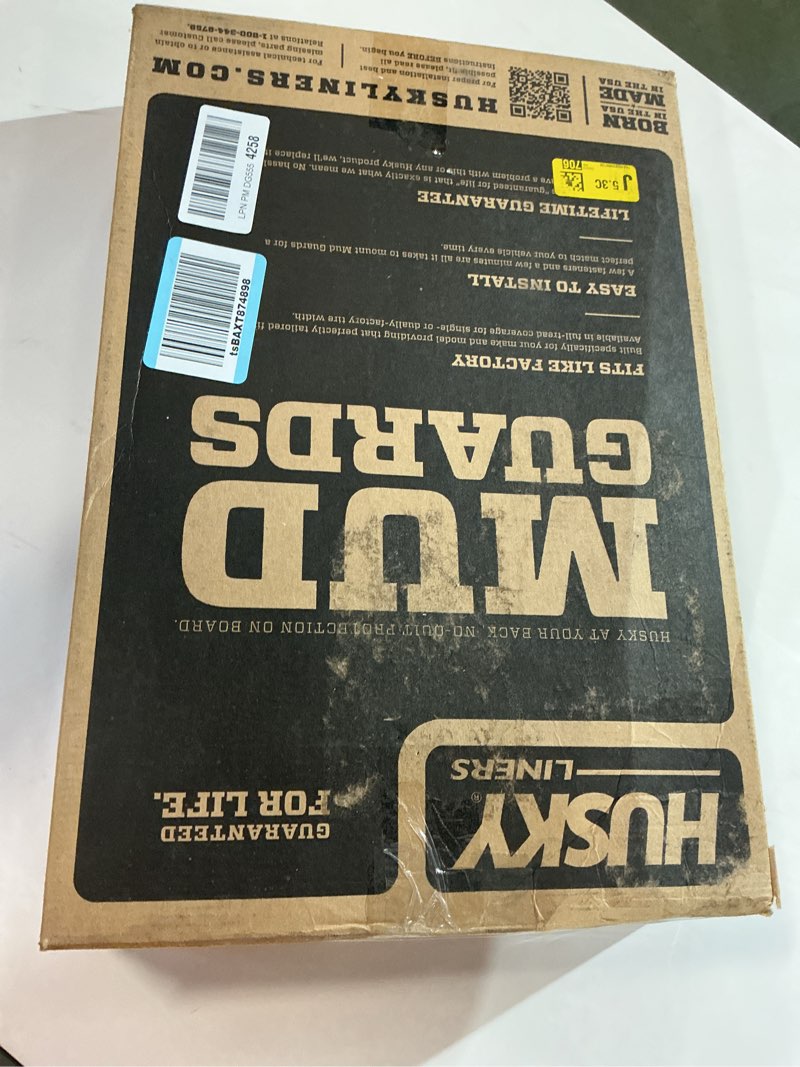 HUSKY®
LINERS
GUARANTEED
FOR LIFE.
HUSKY AT YOUR BACK. NO-QUIT PROTECTION ON BOARD.
MUD
GUARDS
FITS LIKE FACTORY
Built specifically for your make and model providing that perfectly tailored
Available in full-tread coverage for single- or dually-factory tire width.
EASY TO INSTALL
A few fasteners and a few minutes are all it takes to mount Mud Guards for a
perfect match to your vehicle every time.
LIFETIME GUARANTEE
"guaranteed for life" that is exactly what we mean. No
have a problem with this or any Husky product, we'll replace
tsBAXT874898
LPN PM DG555 4258
J 5.3C
706
BORN
IN THE USA
MADE
IN THE USA
HUSKYLINERS.COM
For proper installation and best
possible fit, please read all
instructions BEFORE you begin.
For technical assistance or to obtain
missing parts, please call Customer
Relations at 1-800-344-8759.